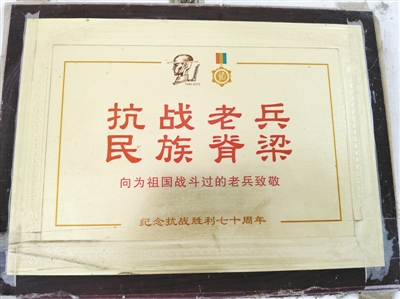 抗战老兵
民族脊梁
向为祖国战斗过的老兵致敬
纪念抗战胜利七十周年